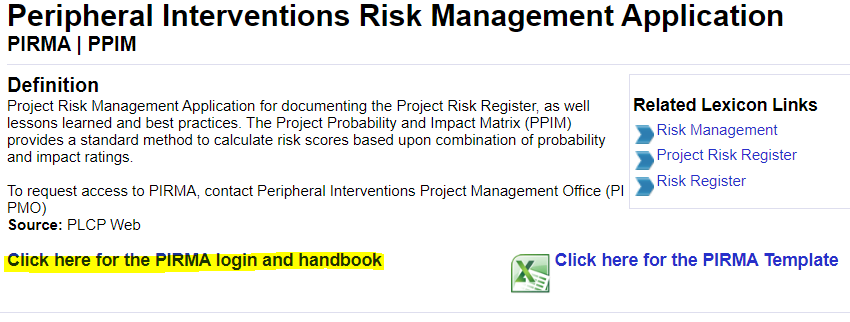 Peripheral Interventions Risk Management Application
PIRMA | PPIM
Definition
Project Risk Management Application for documenting the Project Risk Register, as well
lessons learned and best practices. The Project Probability and Impact Matrix (PPIM)
provides a standard method to calculate risk scores based upon combination of probability
and impact ratings.
To request access to PIRMA, contact Peripheral Interventions Project Management Office (PI
PMO)
Source: PLCP Web
Related Lexicon Links
Risk Management
Project Risk Register
Risk Register
Click here for the PIRMA login and handbook
Click here for the PIRMA Template